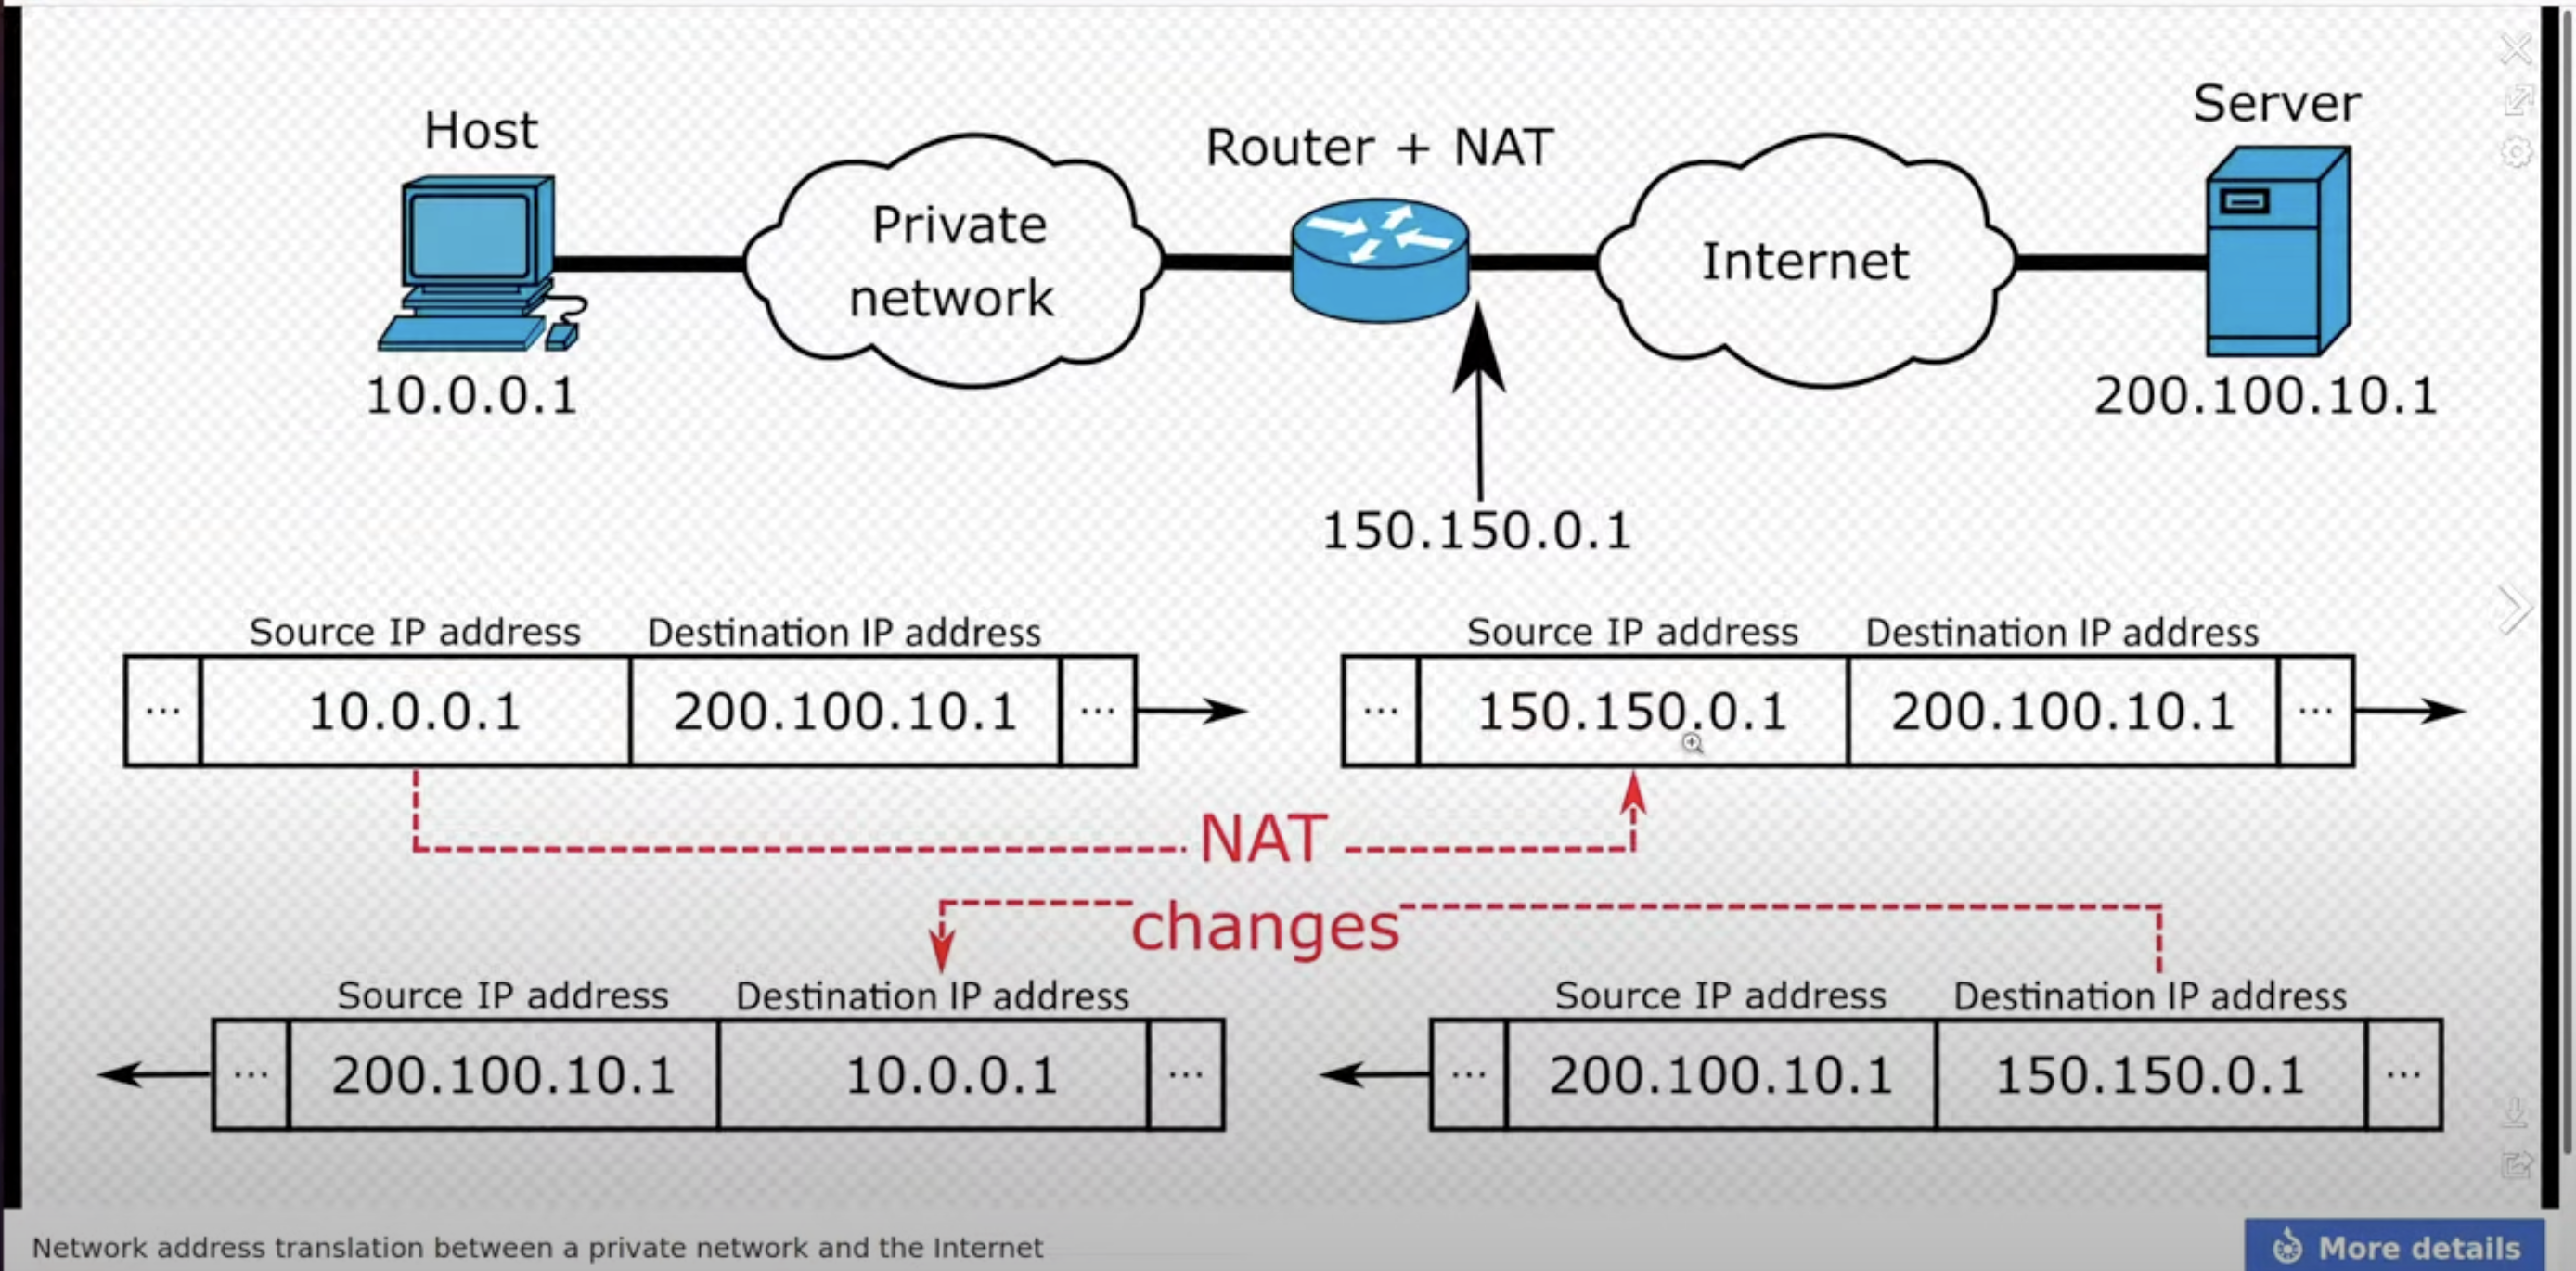 Host
Router + NAT
Server
Private
network
Internet
10.0.0.1
200.100.10.1
150.150.0.1
Source IP address Destination IP address
Source IP address Destination IP address
... 10.0.0.1 200.100.10.1 ...
... 150.150.0.1 200.100.10.1 ...
NAT
changes
Source IP address Destination IP address
Source IP address Destination IP address
... 200.100.10.1 10.0.0.1 ...
... 200.100.10.1 150.150.0.1 ...
Network address translation between a private network and the Internet
More details